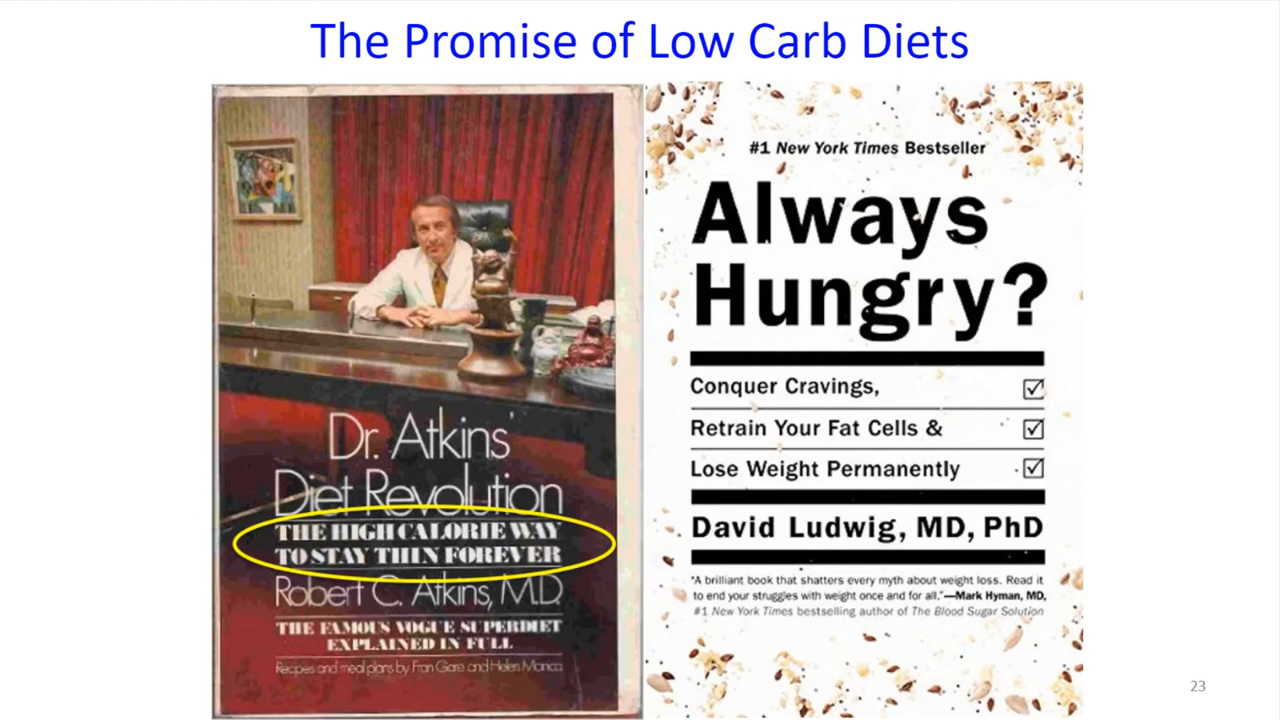 The Promise of Low Carb Diets
Dr. Atkins'
Diet Revolution
THE HIGH CALORIE WAY
TO STAY THIN FOREVER
Robert C. Atkins, M.D.
THE FAMOUS VOGUE SUPERDIET
EXPLAINED IN FULL
Recipes and meal plans by Fran Gare and Helen Monica
#1 New York Times Bestseller
Always
Hungry?
Conquer Cravings,
Retrain Your Fat Cells &
Lose Weight Permanently
David Ludwig, MD, PhD
"A brilliant book that shatters every myth about weight loss. Read it
to end your struggles with weight once and for all."—Mark Hyman, MD,
#1 New York Times bestselling author of The Blood Sugar Solution
23